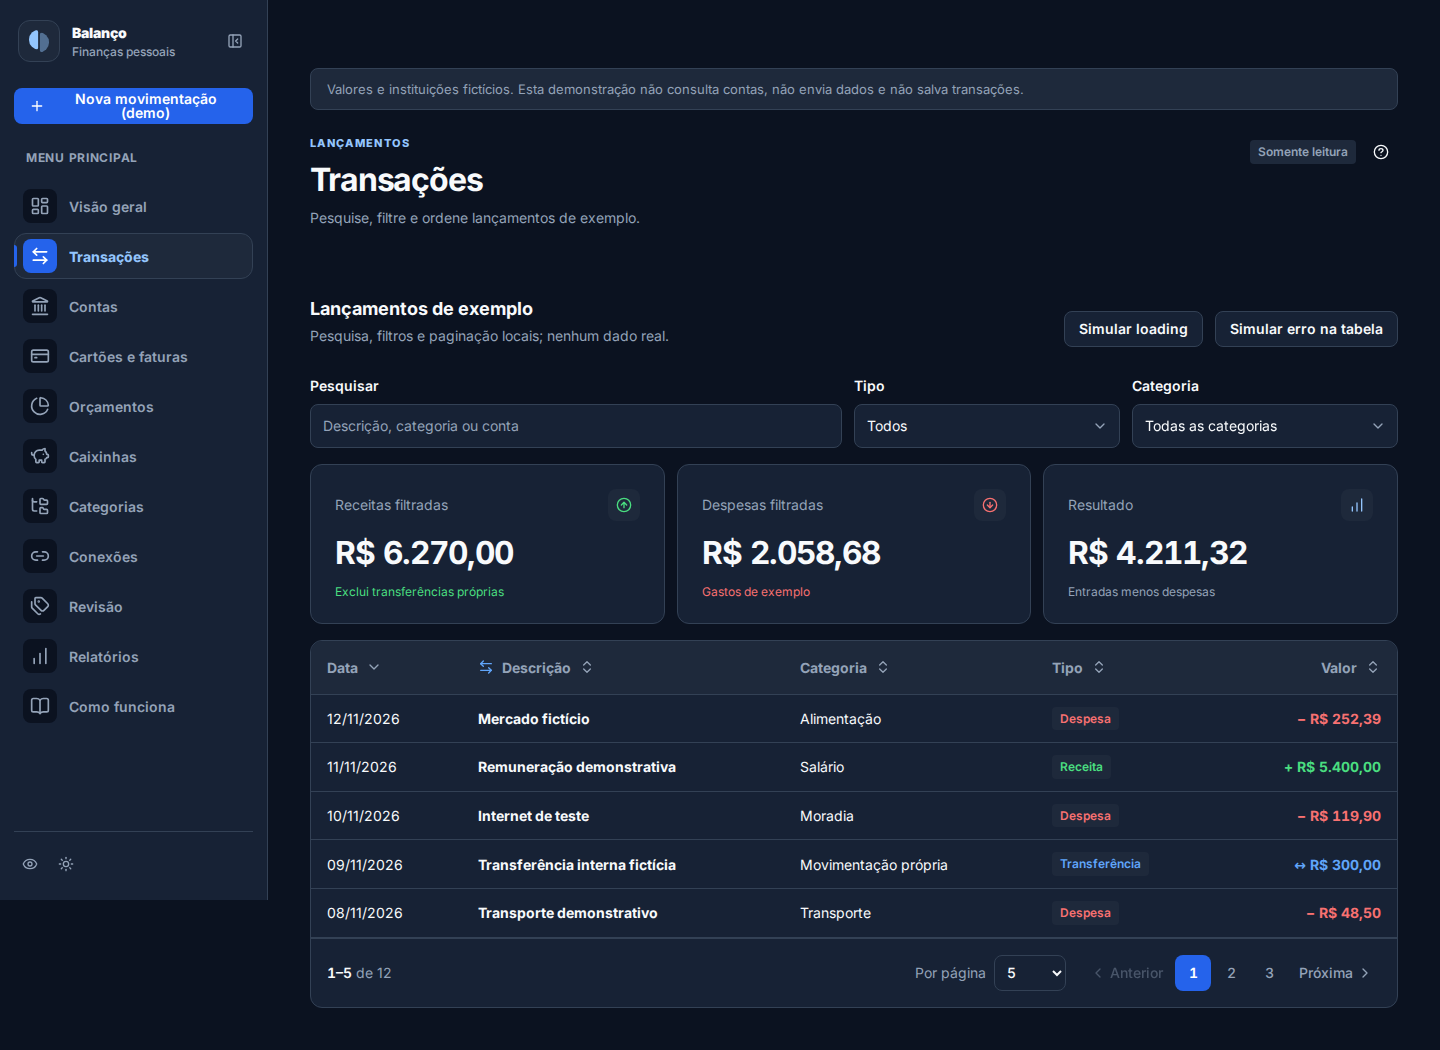 Balanço
Finanças pessoais
Nova movimentação
(demo)
MENU PRINCIPAL
Visão geral
Transações
Contas
Cartões e faturas
Orçamentos
Caixinhas
Categorias
Conexões
Revisão
Relatórios
Como funciona
Valores e instituições fictícios. Esta demonstração não consulta contas, não envia dados e não salva transações.
LANÇAMENTOS
Somente leitura
Transações
Pesquise, filtre e ordene lançamentos de exemplo.
Lançamentos de exemplo
Pesquisa, filtros e paginação locais; nenhum dado real.
Simular loading
Simular erro na tabela
Pesquisar
Tipo
Categoria
Descrição, categoria ou conta
Todos
Todas as categorias
Receitas filtradas
R$ 6.270,00
Exclui transferências próprias
Despesas filtradas
R$ 2.058,68
Gastos de exemplo
Resultado
R$ 4.211,32
Entradas menos despesas
Data Descrição Categoria Tipo Valor
12/11/2026 Mercado fictício Alimentação Despesa − R$ 252,39
11/11/2026 Remuneração demonstrativa Salário Receita + R$ 5.400,00
10/11/2026 Internet de teste Moradia Despesa − R$ 119,90
09/11/2026 Transferência interna fictícia Movimentação própria Transferência ↔ R$ 300,00
08/11/2026 Transporte demonstrativo Transporte Despesa − R$ 48,50
1–5 de 12
Por página 5
Anterior 1 2 3 Próxima